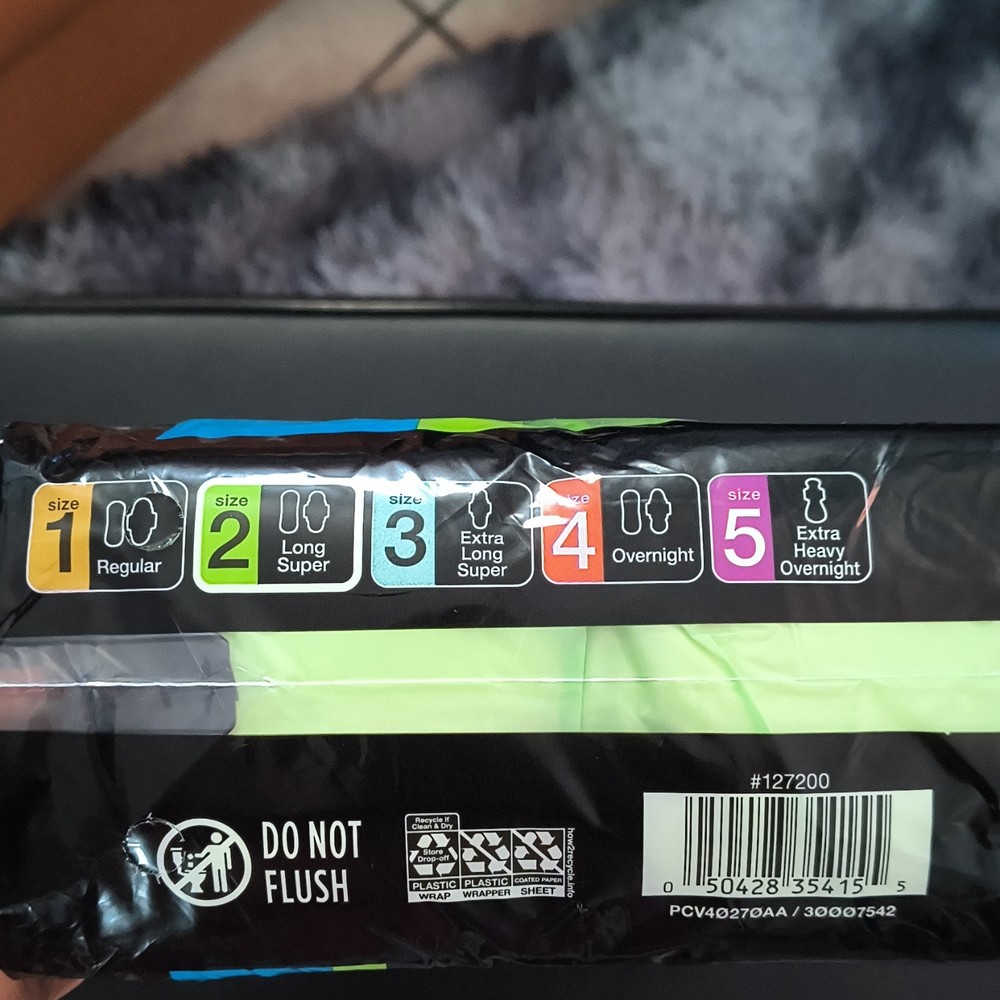 size
1
Regular
size
2
Long
Super
size
3
Extra
Long
Super
size
4
Overnight
size
5
Extra
Heavy
Overnight
#127200
DO NOT
FLUSH
Recycle if
Clean & Dry
Store
Drop-off
PLASTIC
WRAP
PLASTIC
WRAPPER
COATED PAPER
SHEET
how2recycle.info
0 50428 35415 5
PCV4Ø27ØAA / 3ØØØ7542